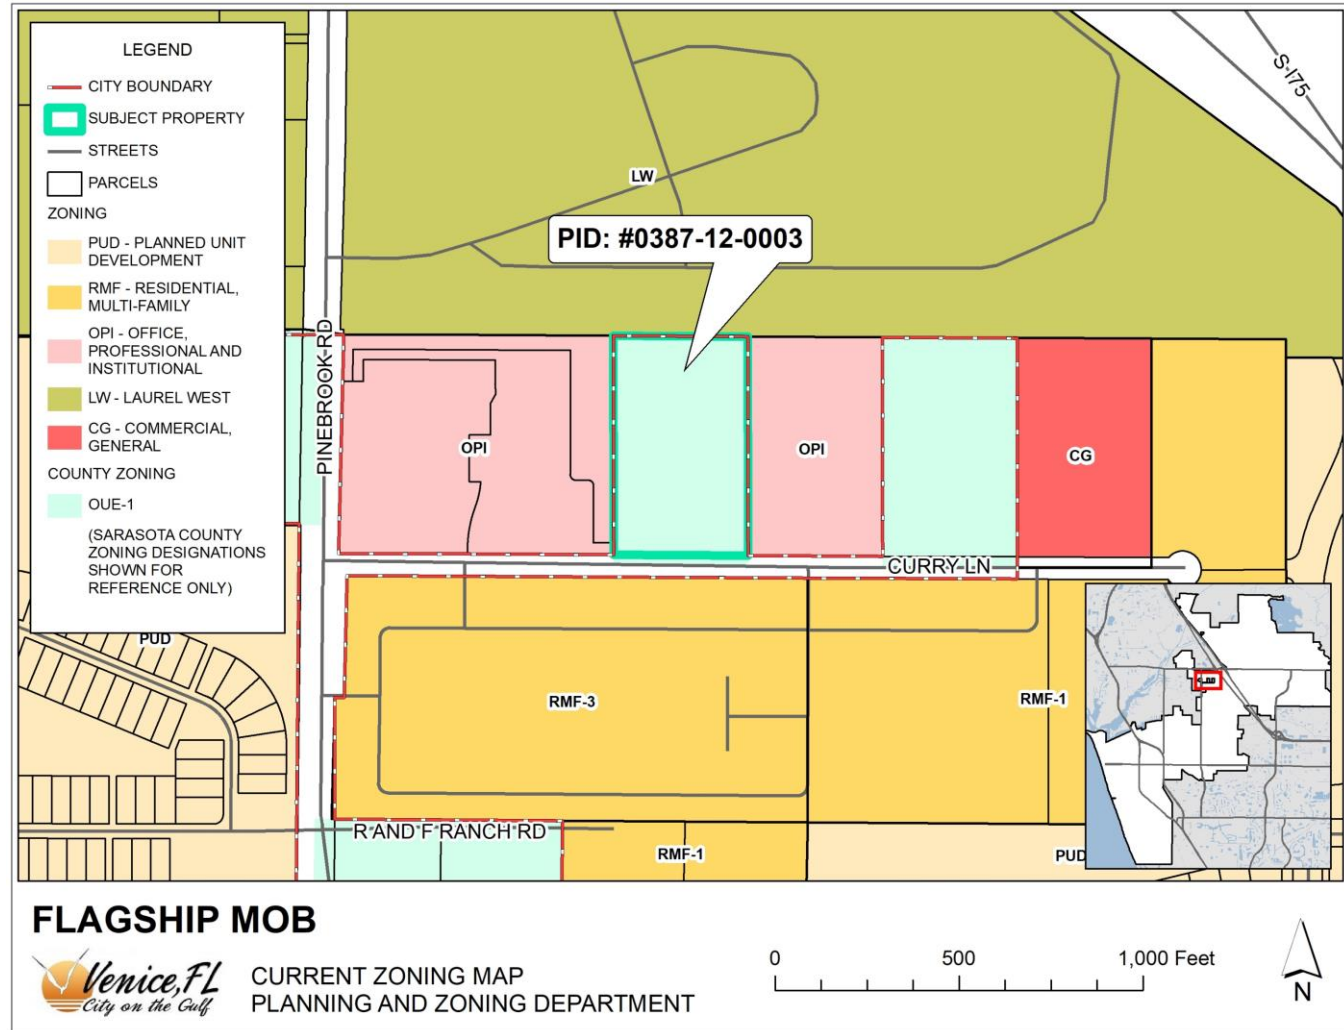 LEGEND
CITY BOUNDARY
SUBJECT PROPERTY
STREETS
PARCELS
ZONING
PUD - PLANNED UNIT
DEVELOPMENT
RMF - RESIDENTIAL,
MULTI-FAMILY
OPI - OFFICE,
PROFESSIONAL AND
INSTITUTIONAL
LW - LAUREL WEST
CG - COMMERCIAL,
GENERAL
COUNTY ZONING
OUE-1
(SARASOTA COUNTY
ZONING DESIGNATIONS
SHOWN FOR
REFERENCE ONLY)
S-I75
LW
PID: #0387-12-0003
PINEBROOK RD
OPI
OPI
CG
CURRY LN
PUD
RMF-3
RMF-1
R AND F RANCH RD
RMF-1
PUD
FLAGSHIP MOB
Venice, FL
City on the Gulf
CURRENT ZONING MAP
PLANNING AND ZONING DEPARTMENT
0 500 1,000 Feet
N